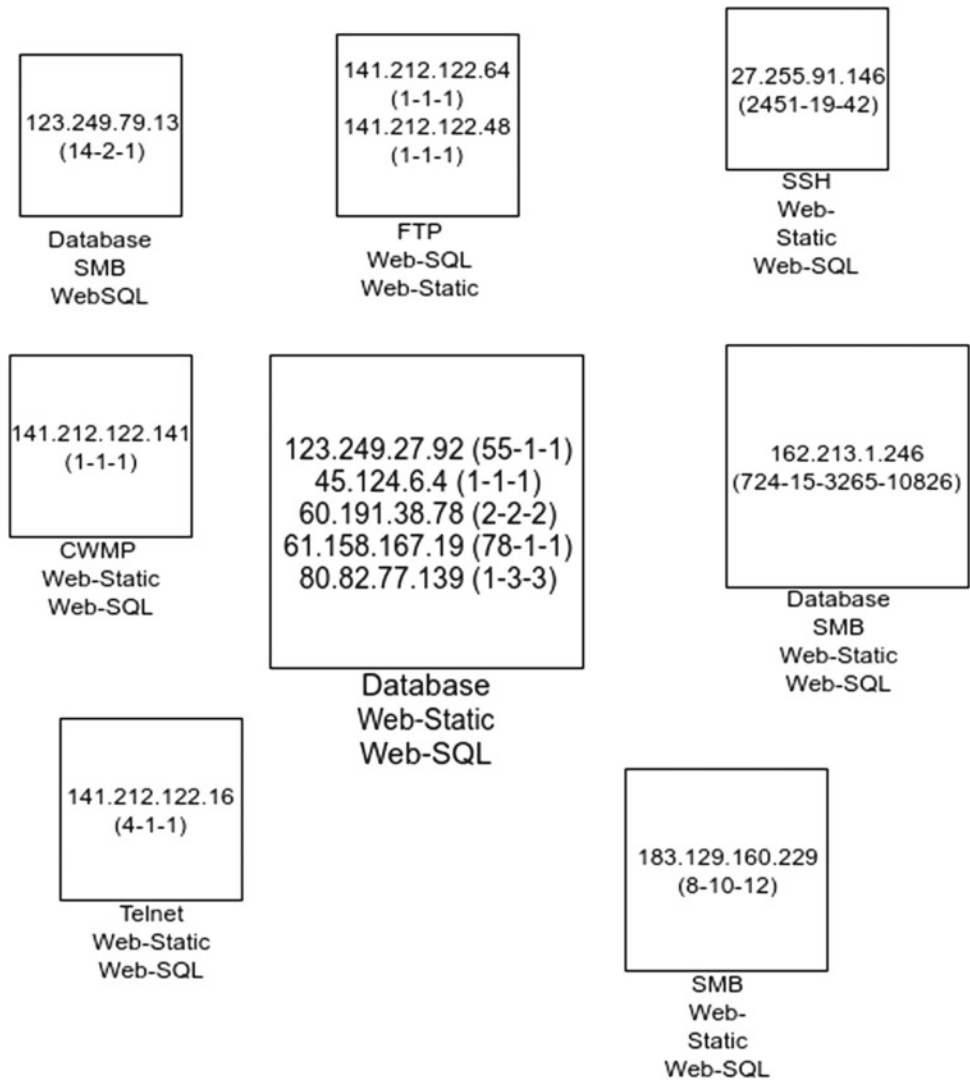 123.249.79.13
(14-2-1)
Database
SMB
WebSQL
141.212.122.64
(1-1-1)
141.212.122.48
(1-1-1)
FTP
Web-SQL
Web-Static
27.255.91.146
(2451-19-42)
SSH
Web-
Static
Web-SQL
141.212.122.141
(1-1-1)
CWMP
Web-Static
Web-SQL
123.249.27.92 (55-1-1)
45.124.6.4 (1-1-1)
60.191.38.78 (2-2-2)
61.158.167.19 (78-1-1)
80.82.77.139 (1-3-3)
Database
Web-Static
Web-SQL
162.213.1.246
(724-15-3265-10826)
Database
SMB
Web-Static
Web-SQL
141.212.122.16
(4-1-1)
Telnet
Web-Static
Web-SQL
183.129.160.229
(8-10-12)
SMB
Web-
Static
Web-SQL